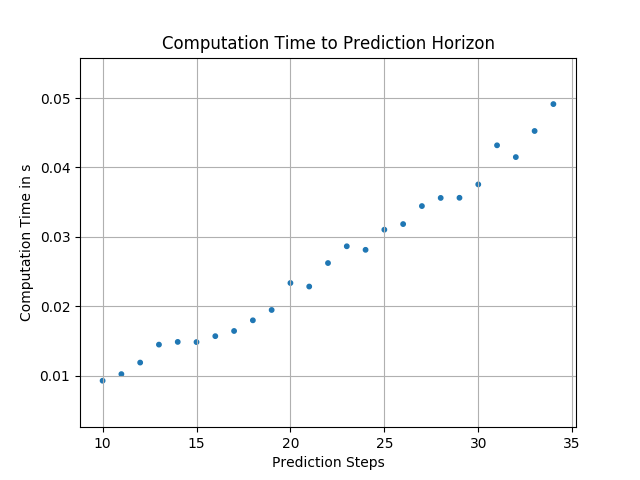 Computation Time to Prediction Horizon
0.05
0.04
0.03
0.02
0.01
Computation Time in s
10 15 20 25 30 35
Prediction Steps